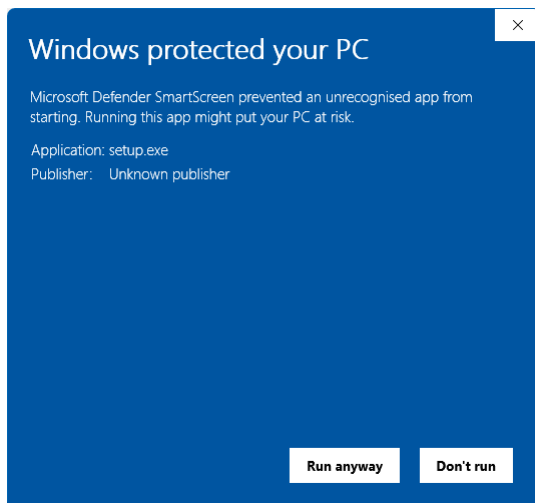 Windows protected your PC
Microsoft Defender SmartScreen prevented an unrecognised app from
starting. Running this app might put your PC at risk.
Application: setup.exe
Publisher: Unknown publisher
Run anyway
Don't run